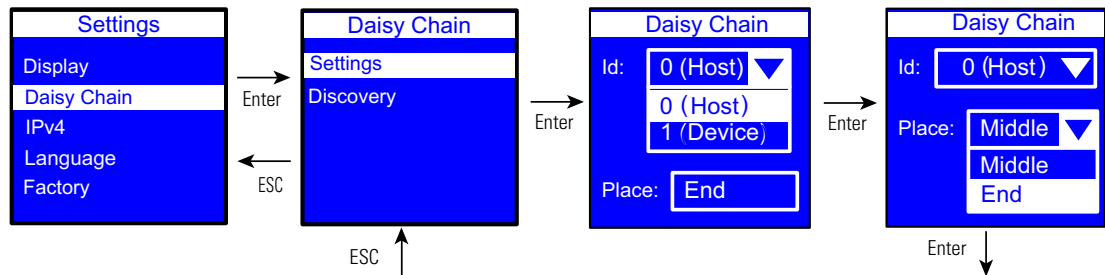 Settings
Display
Daisy Chain
IPv4
Language
Factory
Enter
ESC
Daisy Chain
Settings
Discovery
ESC
Enter
Daisy Chain
Id: 0 (Host)
0 (Host)
1 (Device)
Place: End
Enter
Daisy Chain
Id: 0 (Host)
Place: Middle
Middle
End
Enter